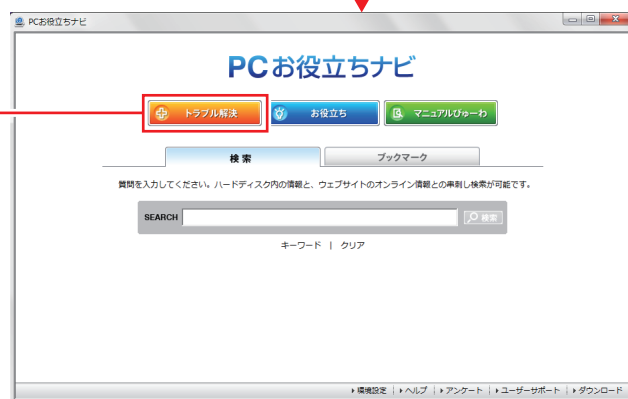 PCお役立ちナビ
PCお役立ちナビ
トラブル解決 お役立ち マニュアルびゅーわ
検索 ブックマーク
質問を入力してください。ハードディスク内の情報と、ウェブサイトのオンライン情報との串刺し検索が可能です。
SEARCH 検索
キーワード | クリア
環境設定 | ヘルプ | アンケート | ユーザーサポート | ダウンロード